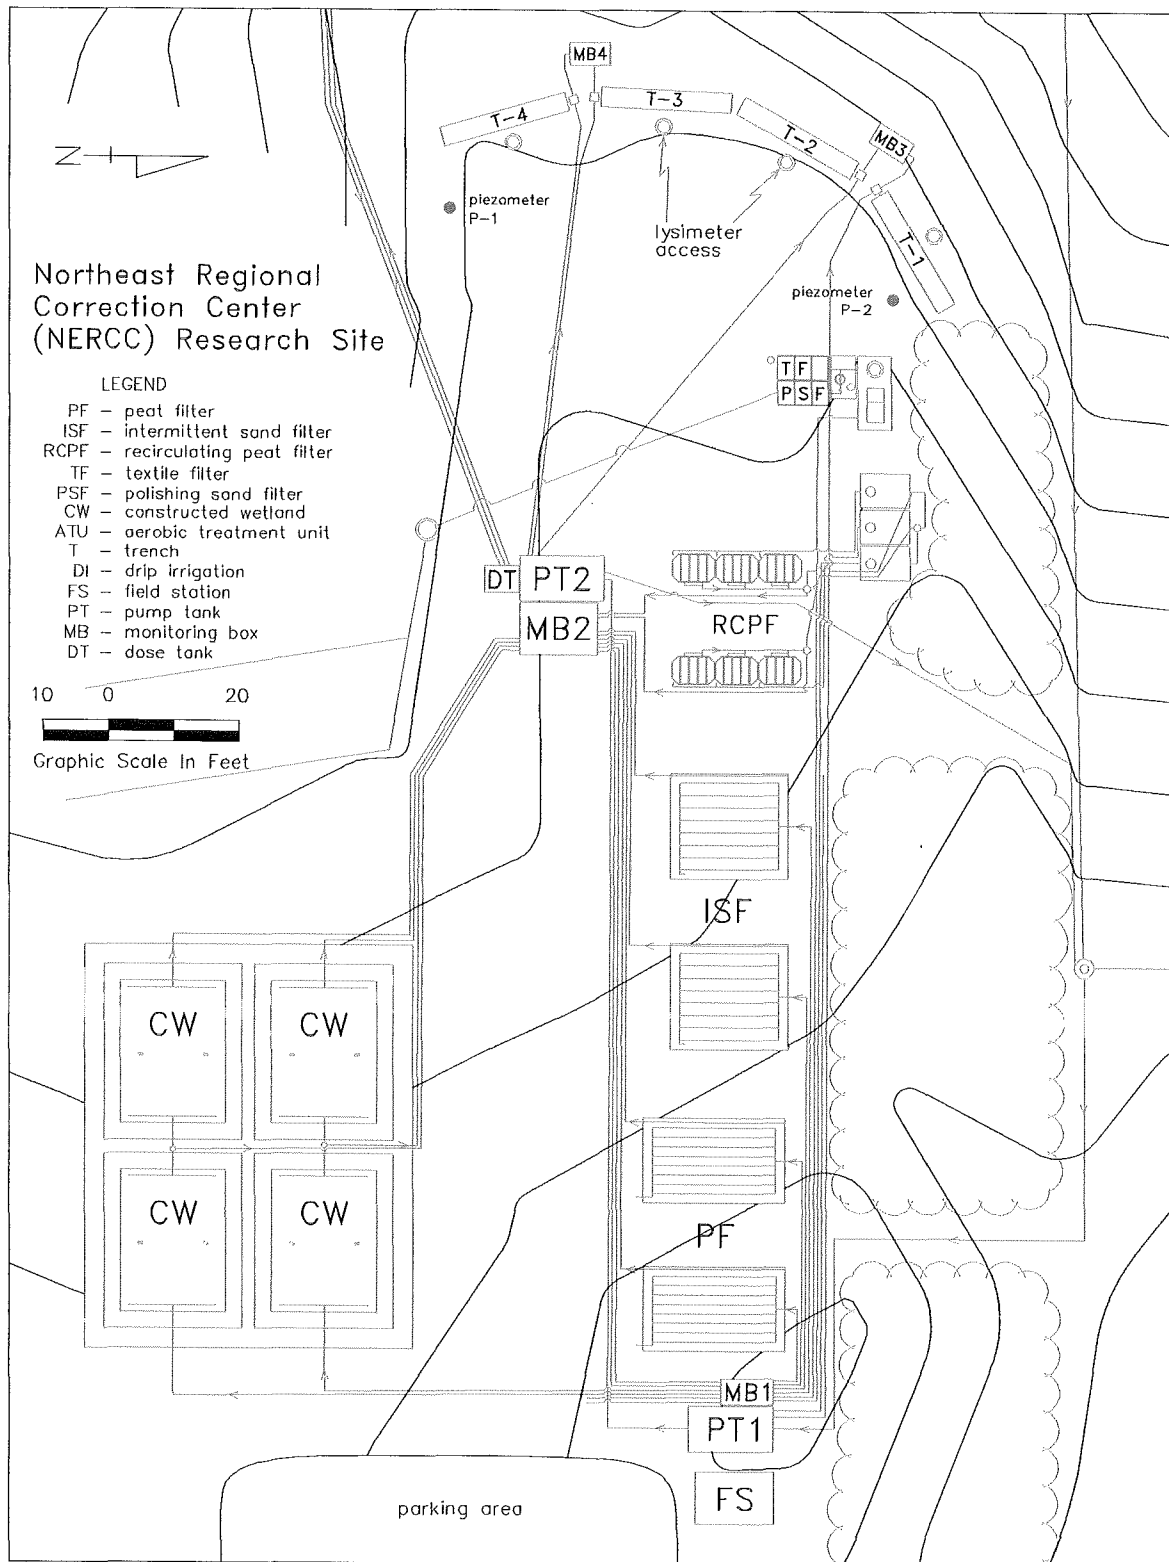 MB4
T-4
T-3
T-2
MB3
T-1
N
piezometer
P-1
lysimeter
access
piezometer
P-2
Northeast Regional
Correction Center
(NERCC) Research Site
LEGEND
PF – peat filter
ISF – intermittent sand filter
RCPF – recirculating peat filter
TF – textile filter
PSF – polishing sand filter
CW – constructed wetland
ATU – aerobic treatment unit
T – trench
DI – drip irrigation
FS – field station
PT – pump tank
MB – monitoring box
DT – dose tank
10 0 20
Graphic Scale In Feet
T F
P S F
DT
PT2
MB2
RCPF
ISF
CW
CW
CW
CW
PF
MB1
PT1
FS
parking area